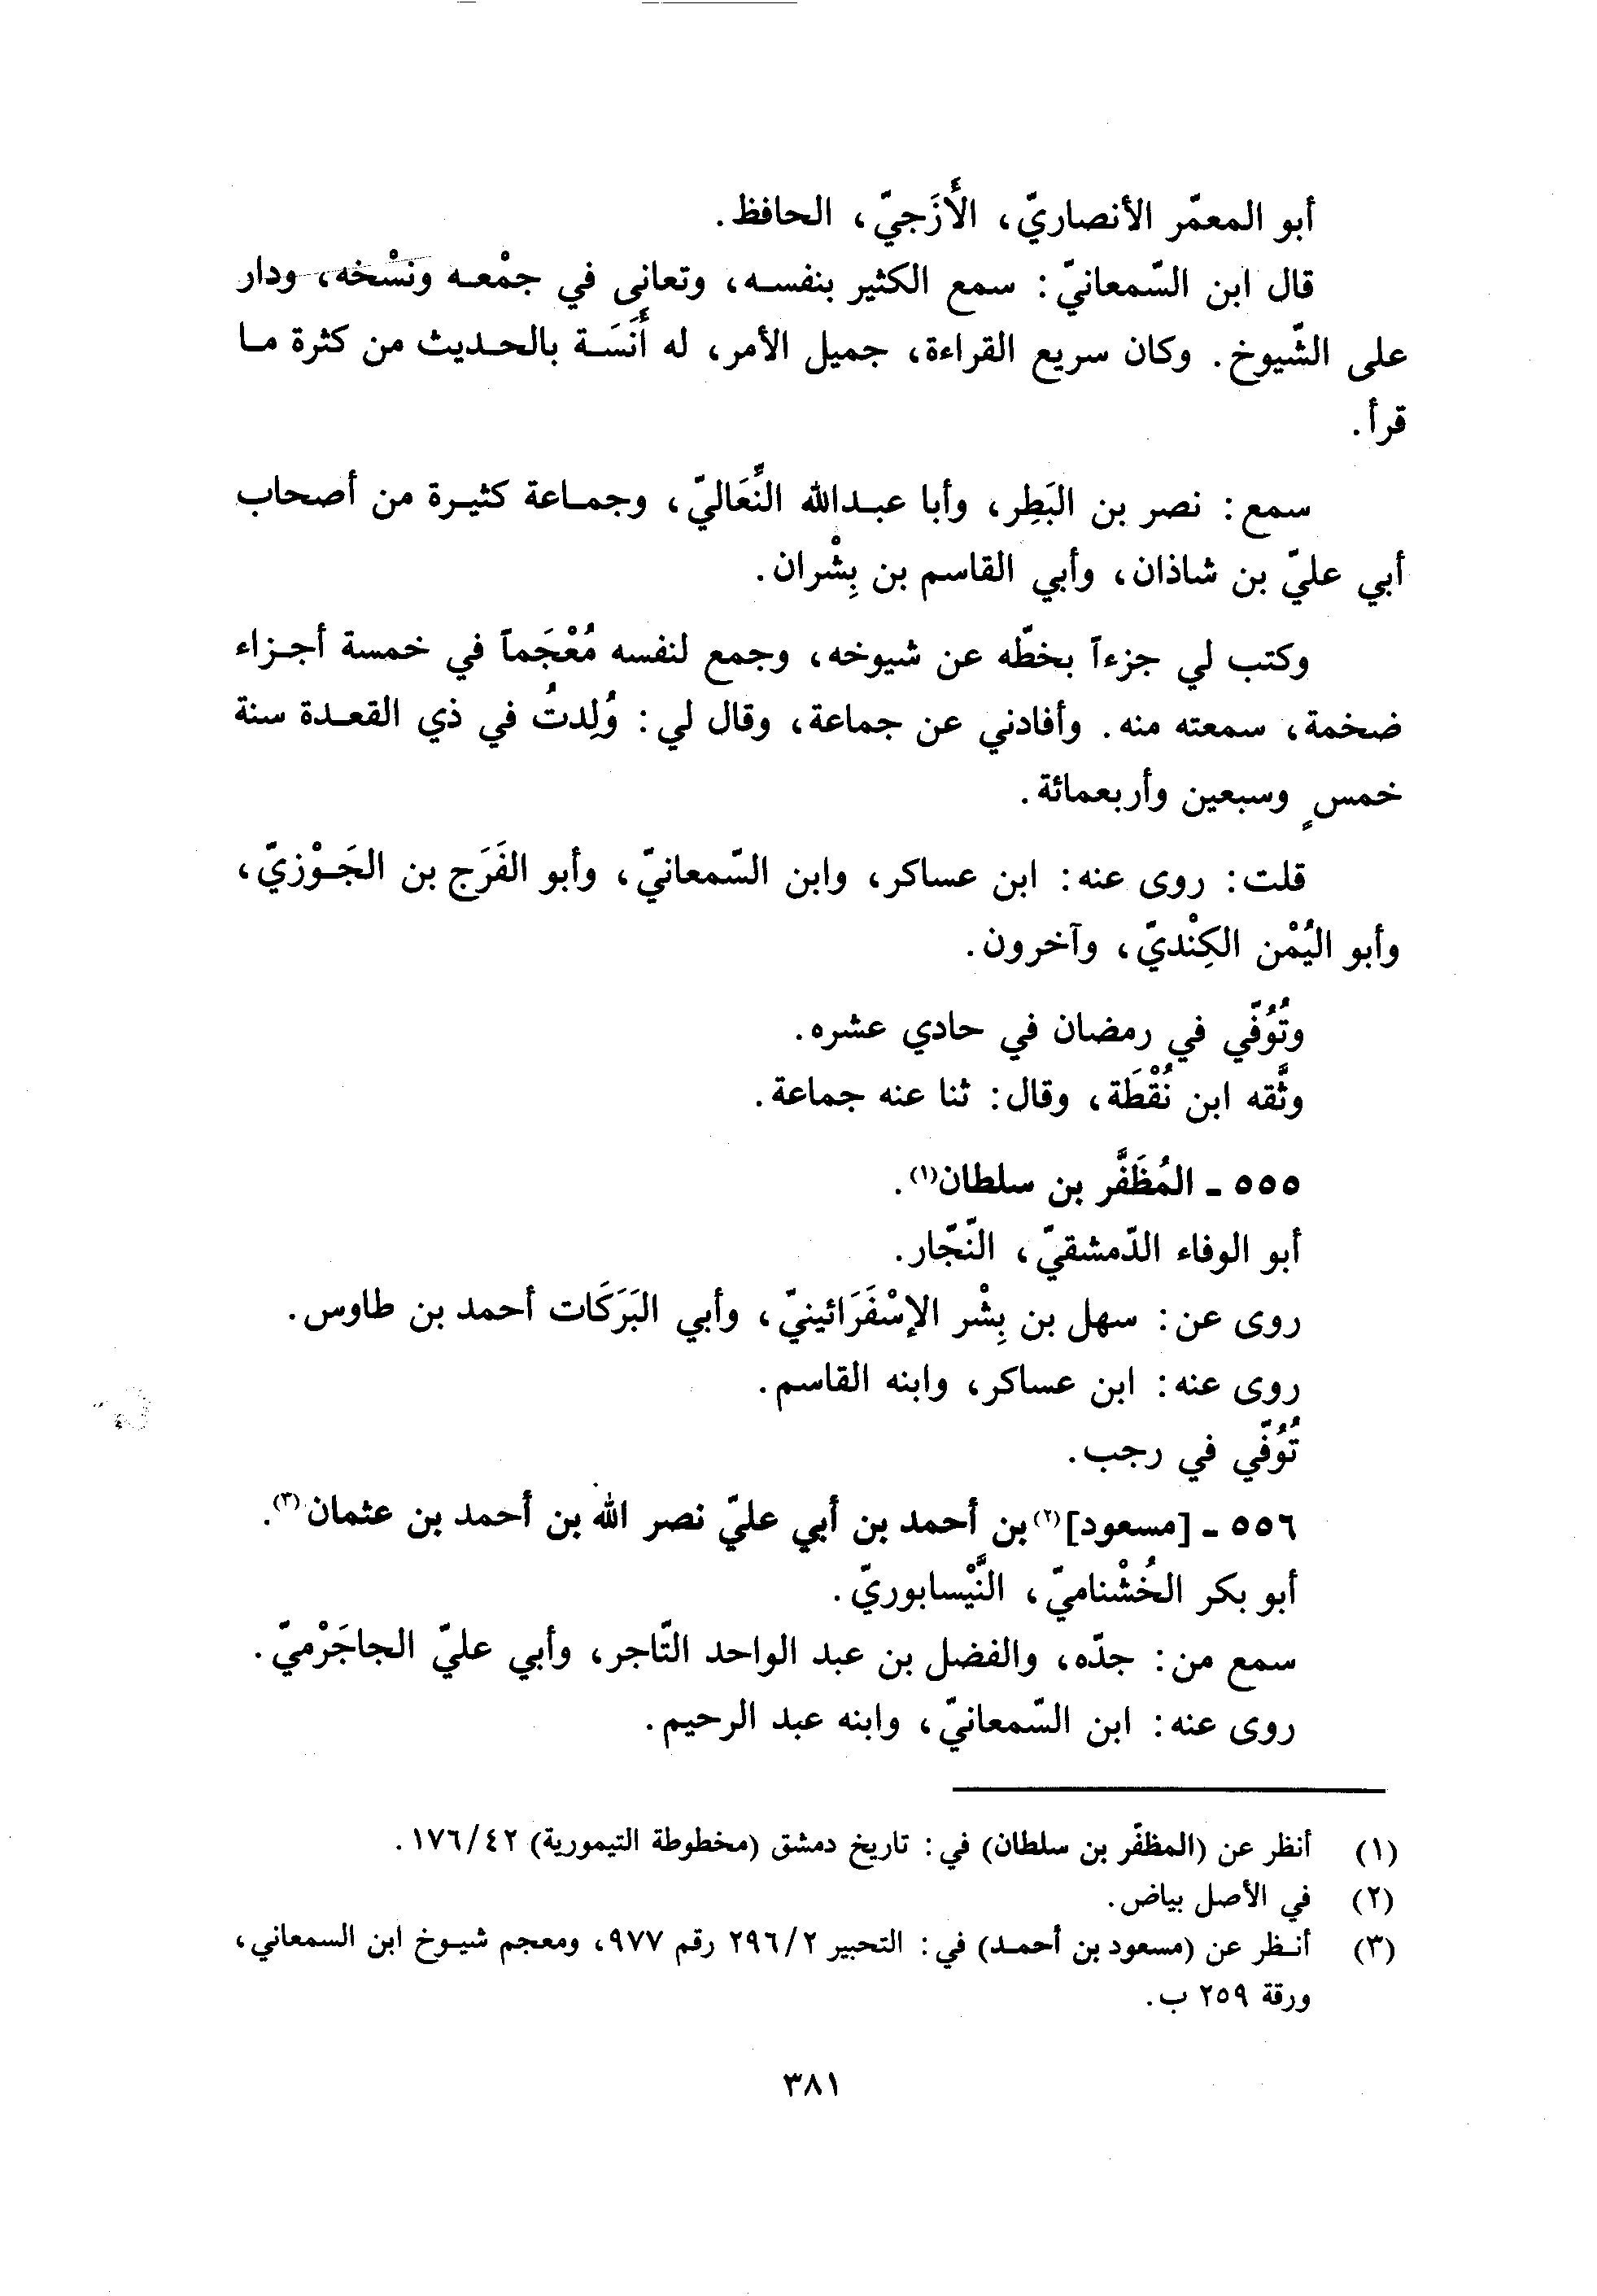 أبو المعمّر الأنصاريّ، الأَزَجيّ، الحافظ.
قال ابن السّمعانيّ: سمع الكثير بنفسه، وتعانى في جمْعه ونسْخه، ودار
على الشّيوخ. وكان سريع القراءة، جميل الأمر، له أَنَسَة بالحديث من كثرة ما
قرأ.
سمع: نصر بن البَطِر، وأبا عبدالله النِّعَاليّ، وجماعة كثيرة من أصحاب
أبي عليّ بن شاذان، وأبي القاسم بن بِشْران.
وكتب لي جزءاً بخطّه عن شيوخه، وجمع لنفسه مُعْجَماً في خمسة أجزاء
ضخمة، سمعته منه. وأفادني عن جماعة، وقال لي: وُلِدتُ في ذي القعدة سنة
خمسٍ وسبعين وأربعمائة.
قلت: روى عنه: ابن عساكر، وابن السّمعانيّ، وأبو الفَرَج بن الجَوْزيّ،
وأبو اليُمْن الكِنْديّ، وآخرون.
وتُوُفّي في رمضان في حادي عشره.
وثَّقه ابن نُقْطَة، وقال: ثنا عنه جماعة.
٥٥٥ ـ المُظَفَّر بن سلطان(١).
أبو الوفاء الدّمشقيّ، النّجّار.
روى عن: سهل بن بِشْر الإسْفَرَائينيّ، وأبي البَرَكَات أحمد بن طاوس.
روى عنه: ابن عساكر، وابنه القاسم.
تُوُفّي في رجب.
٥٥٦ ـ [مسعود](٢) بن أحمد بن أبي عليّ نصر الله بن أحمد بن عثمان(٣).
أبو بكر الخُشْناميّ، النَّيْسابوريّ.
سمع من: جدّه، والفضل بن عبد الواحد التّاجر، وأبي عليّ الجاجَرْميّ.
روى عنه: ابن السّمعانيّ، وابنه عبد الرحيم.
(١) أنظر عن (المظفّر بن سلطان) في: تاريخ دمشق (مخطوطة التيمورية) ١٧٦/٤٢.
(٢) في الأصل بياض.
(٣) أنظر عن (مسعود بن أحمد) في: التحبير ٢٩٦/٢ رقم ٩٧٧، ومعجم شيوخ ابن السمعاني،
ورقة ٢٥٩ ب.
٣٨١